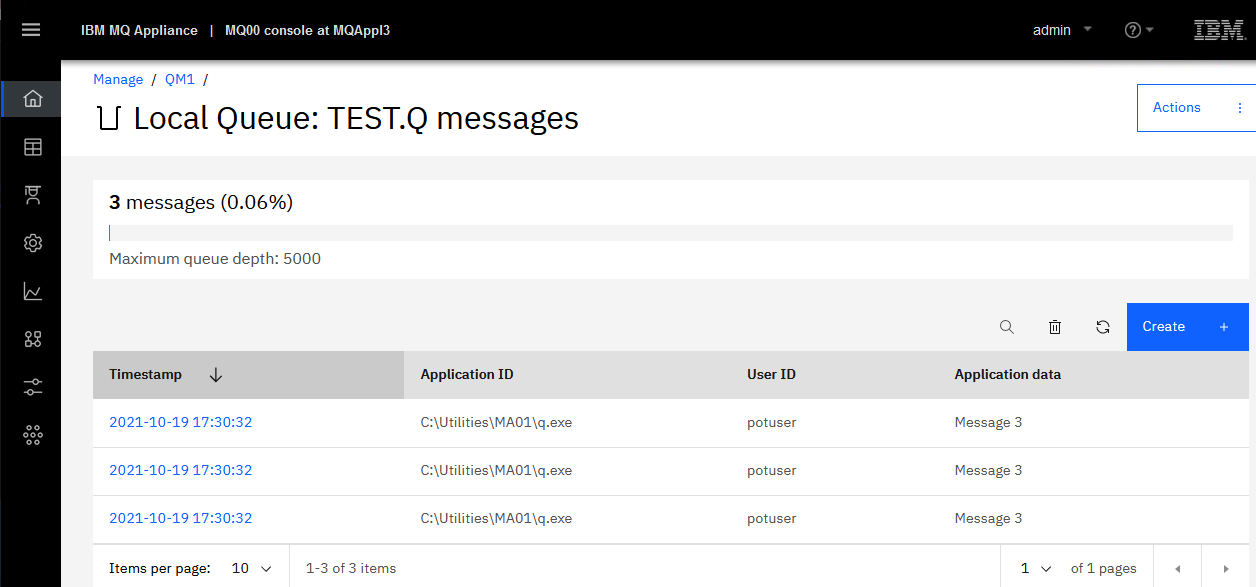 IBM MQ Appliance | MQ00 console at MQAppl3 admin ? IBM
Manage / QM1 /
Local Queue: TEST.Q messages
Actions
3 messages (0.06%)
Maximum queue depth: 5000
Create +
Timestamp Application ID User ID Application data
2021-10-19 17:30:32 C:\Utilities\MA01\q.exe potuser Message 3
2021-10-19 17:30:32 C:\Utilities\MA01\q.exe potuser Message 3
2021-10-19 17:30:32 C:\Utilities\MA01\q.exe potuser Message 3
Items per page: 10 1-3 of 3 items 1 of 1 pages